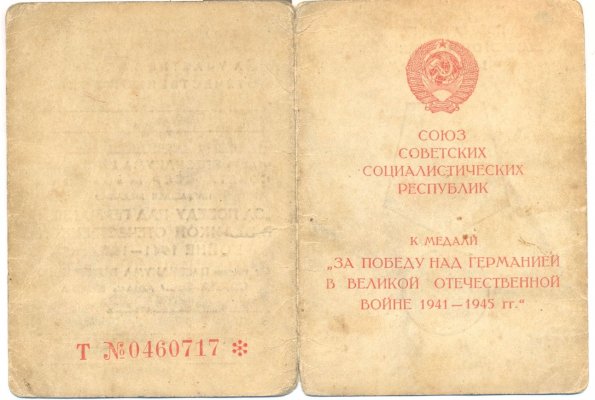 Т №0460717 *
СОЮЗ
СОВЕТСКИХ
СОЦИАЛИСТИЧЕСКИХ
РЕСПУБЛИК
К МЕДАЛИ
„ЗА ПОБЕДУ НАД ГЕРМАНИЕЙ
В ВЕЛИКОЙ ОТЕЧЕСТВЕННОЙ
ВОЙНЕ 1941—1945 гг.“